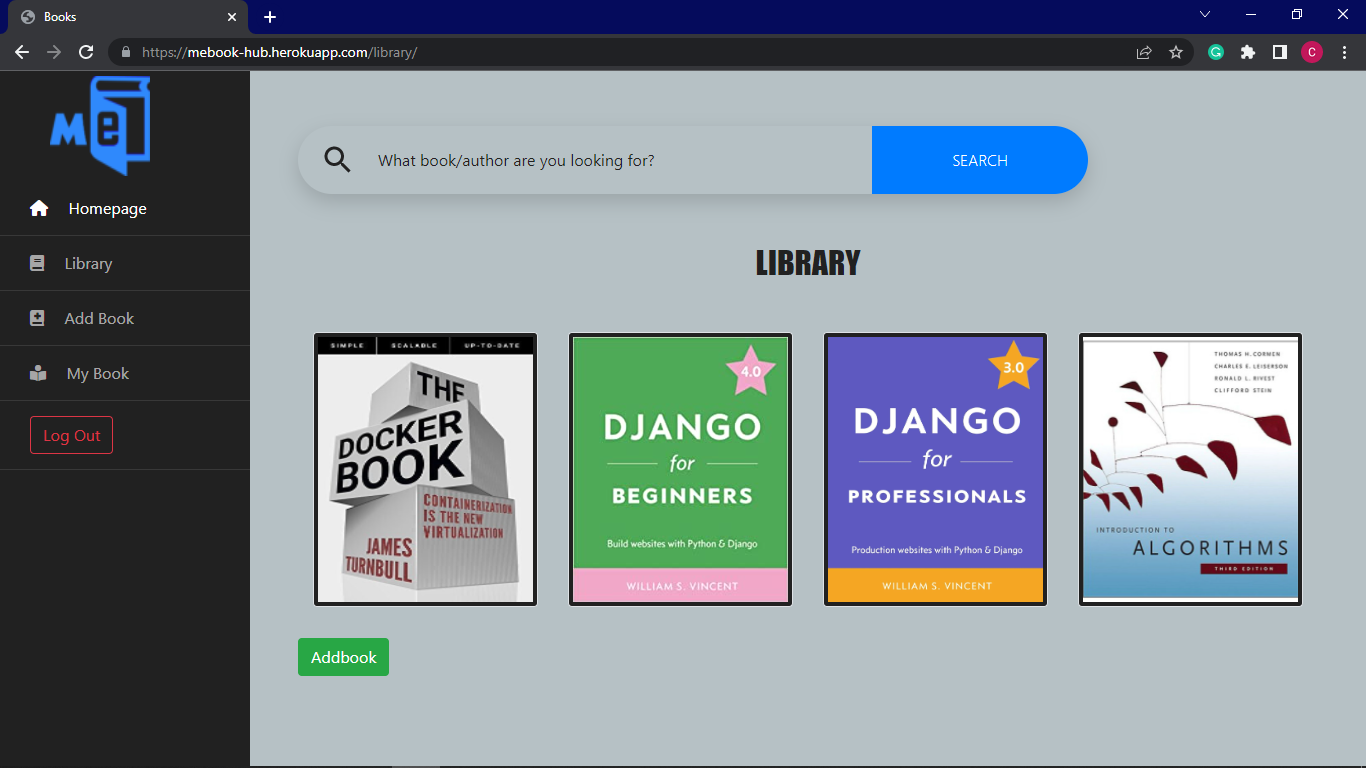 Books
https://mebook-hub.herokuapp.com/library/
G
C
me
Homepage
Library
Add Book
My Book
Log Out
What book/author are you looking for?
SEARCH
LIBRARY
SIMPLE SCALABLE UP-TO-DATE
THE
DOCKER
BOOK
CONTAINERIZATION
IS THE NEW
VIRTUALIZATION
JAMES
TURNBULL
4.0
DJANGO
for
BEGINNERS
Build websites with Python & Django
WILLIAM S. VINCENT
3.0
DJANGO
for
PROFESSIONALS
Production websites with Python & Django
WILLIAM S. VINCENT
THOMAS H. CORMEN
CHARLES E. LEISERSON
RONALD L. RIVEST
CLIFFORD STEIN
INTRODUCTION TO
ALGORITHMS
THIRD EDITION
Addbook